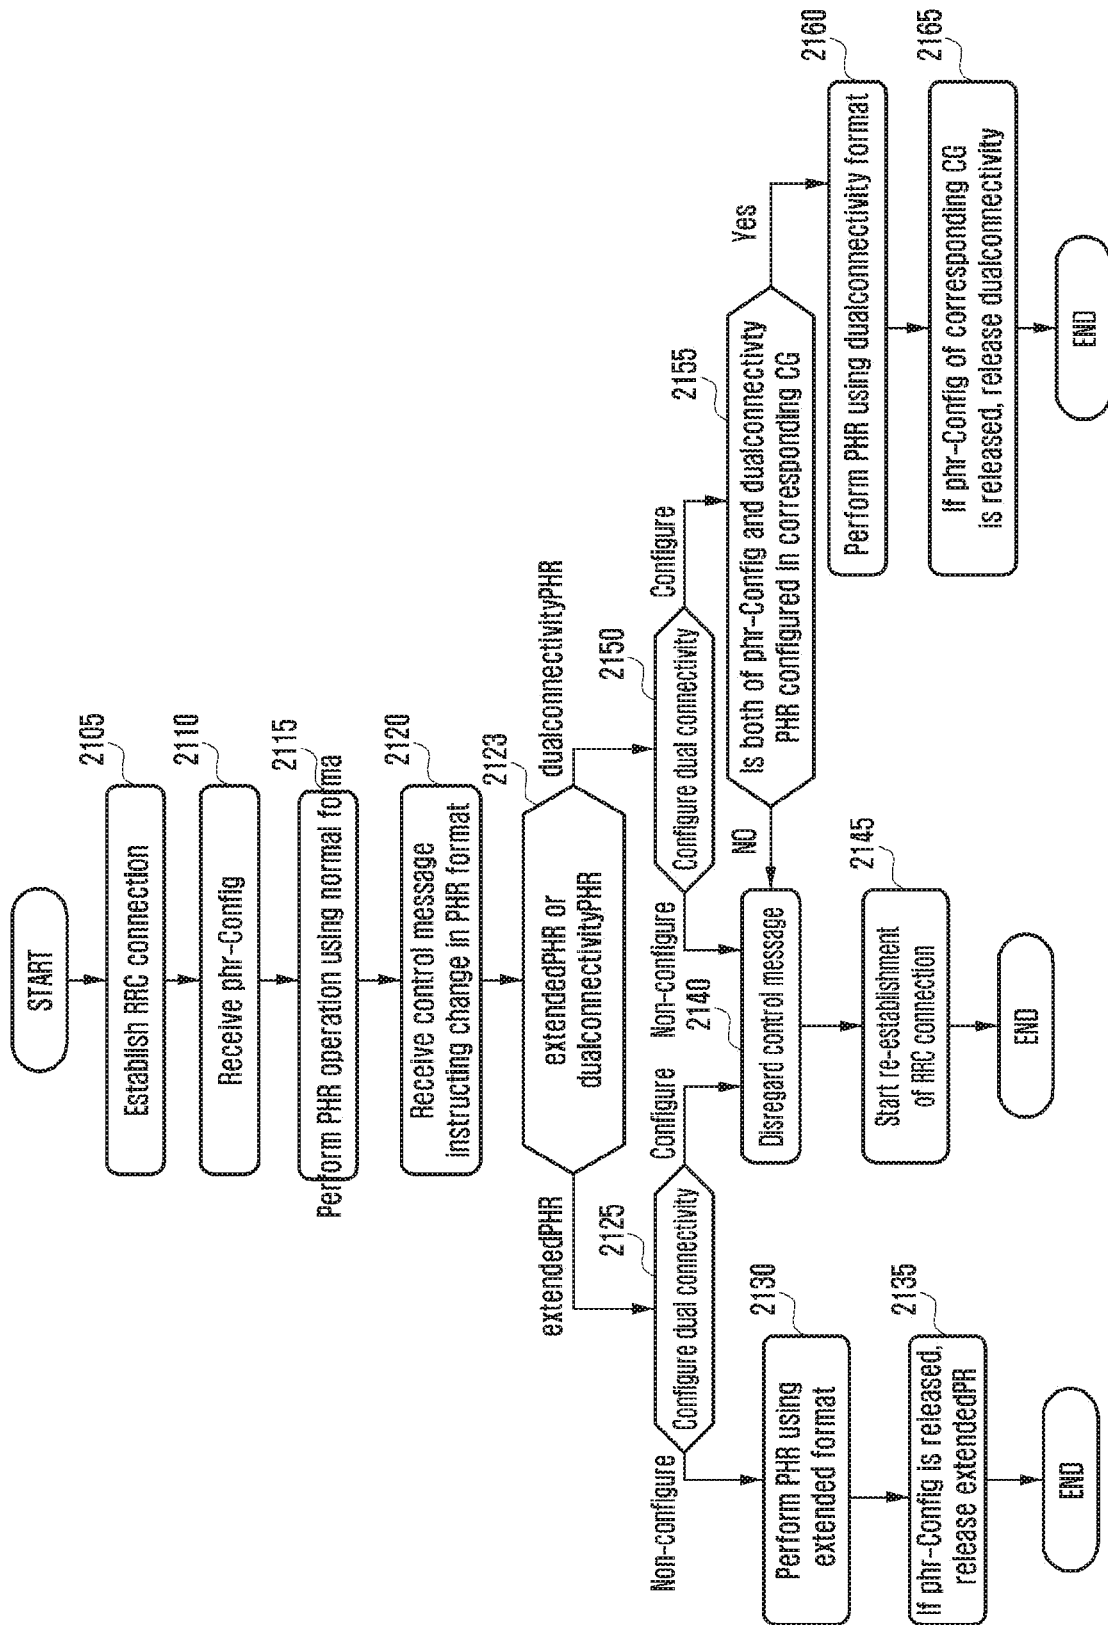 START
2105
Establish RRC connection
2110
Receive phr-Config
2115
Perform PHR operation using normal forma
2120
Receive control message
instructing change in PHR format
2123
extendedPHR or
dualconnectivityPHR
extendedPHR
dualconnectivityPHR
2125
Configure dual connectivity
Non-configure
Configure
2150
Configure dual connectivity
Non-configure
Configure
2130
Perform PHR using
extended format
2135
If phr-Config is released,
release extendedPR
END
2140
Disregard control message
2145
Start re-establishment
of RRC connection
END
2155
Is both of phr-Config and dualconnectivity
PHR configured in corresponding CG
NO
Yes
2160
Perform PHR using dualconnectivity format
2165
If phr-Config of corresponding CG
is released, release dualconnectivity
END